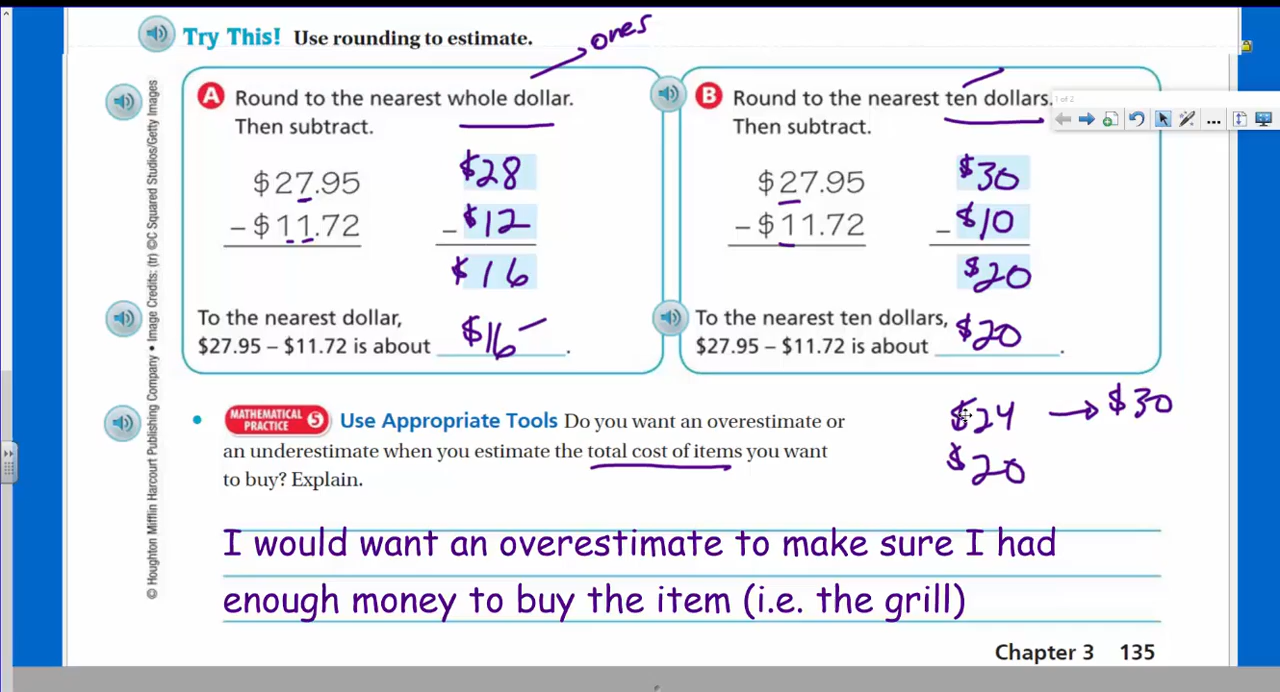 Try This! Use rounding to estimate.
ones
A Round to the nearest whole dollar.
Then subtract.
$27.95
- $11.72
$28
- $12
$16
To the nearest dollar,
$27.95 – $11.72 is about $16.
B Round to the nearest ten dollars.
Then subtract.
$27.95
- $11.72
$30
- $10
$20
To the nearest ten dollars,
$27.95 – $11.72 is about $20.
1 of 2
• MATHEMATICAL PRACTICE 5 Use Appropriate Tools Do you want an overestimate or
an underestimate when you estimate the total cost of items you want
to buy? Explain.
$24 → $30
$20
I would want an overestimate to make sure I had
enough money to buy the item (i.e. the grill)
© Houghton Mifflin Harcourt Publishing Company • Image Credits: (tr) ©C Squared Studios/Getty Images
Chapter 3 135